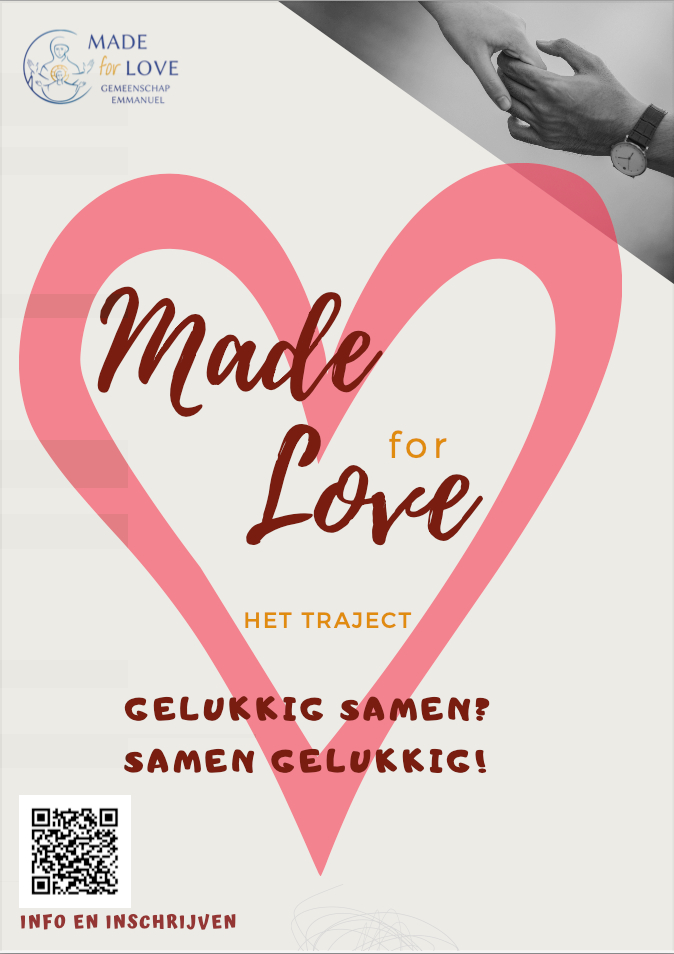 MADE
for LOVE
GEMEENSCHAP
EMMANUEL
Made
for
Love
HET TRAJECT
GELUKKIG SAMEN?
SAMEN GELUKKIG!
INFO EN INSCHRIJVEN